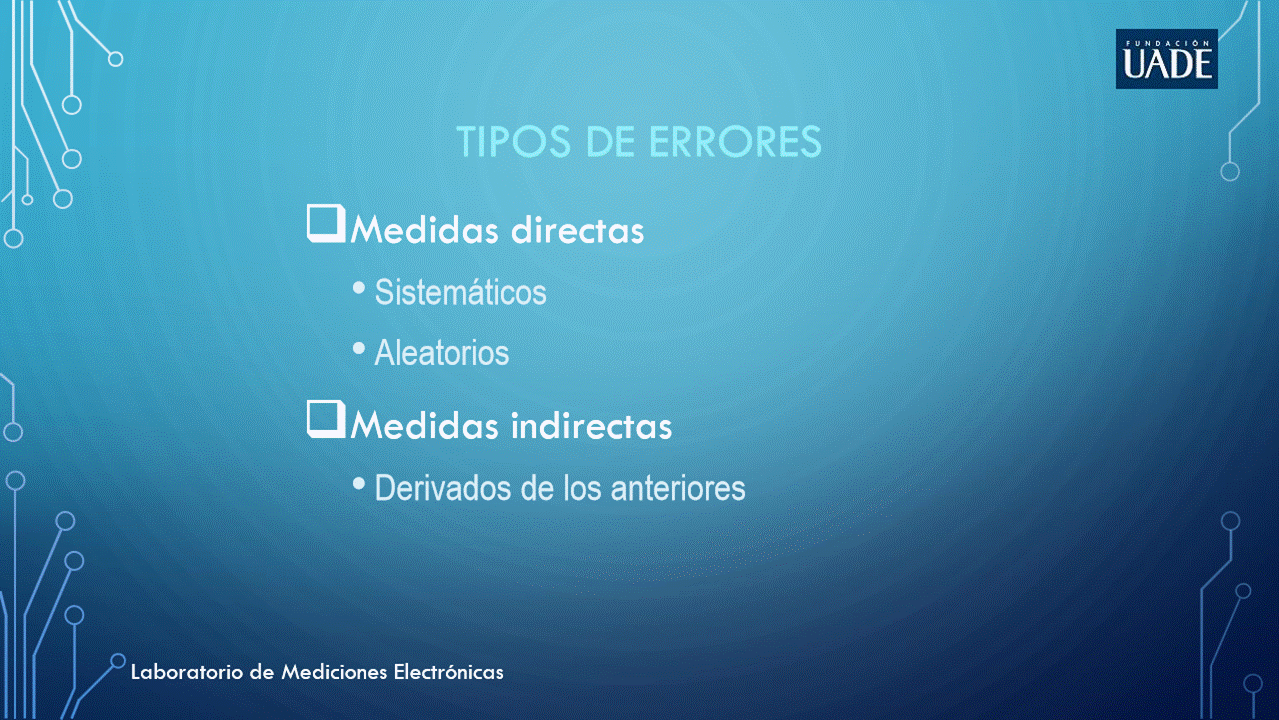 FUNDACIÓN
UADE
TIPOS DE ERRORES
Medidas directas
• Sistemáticos
• Aleatorios
Medidas indirectas
• Derivados de los anteriores
Laboratorio de Mediciones Electrónicas